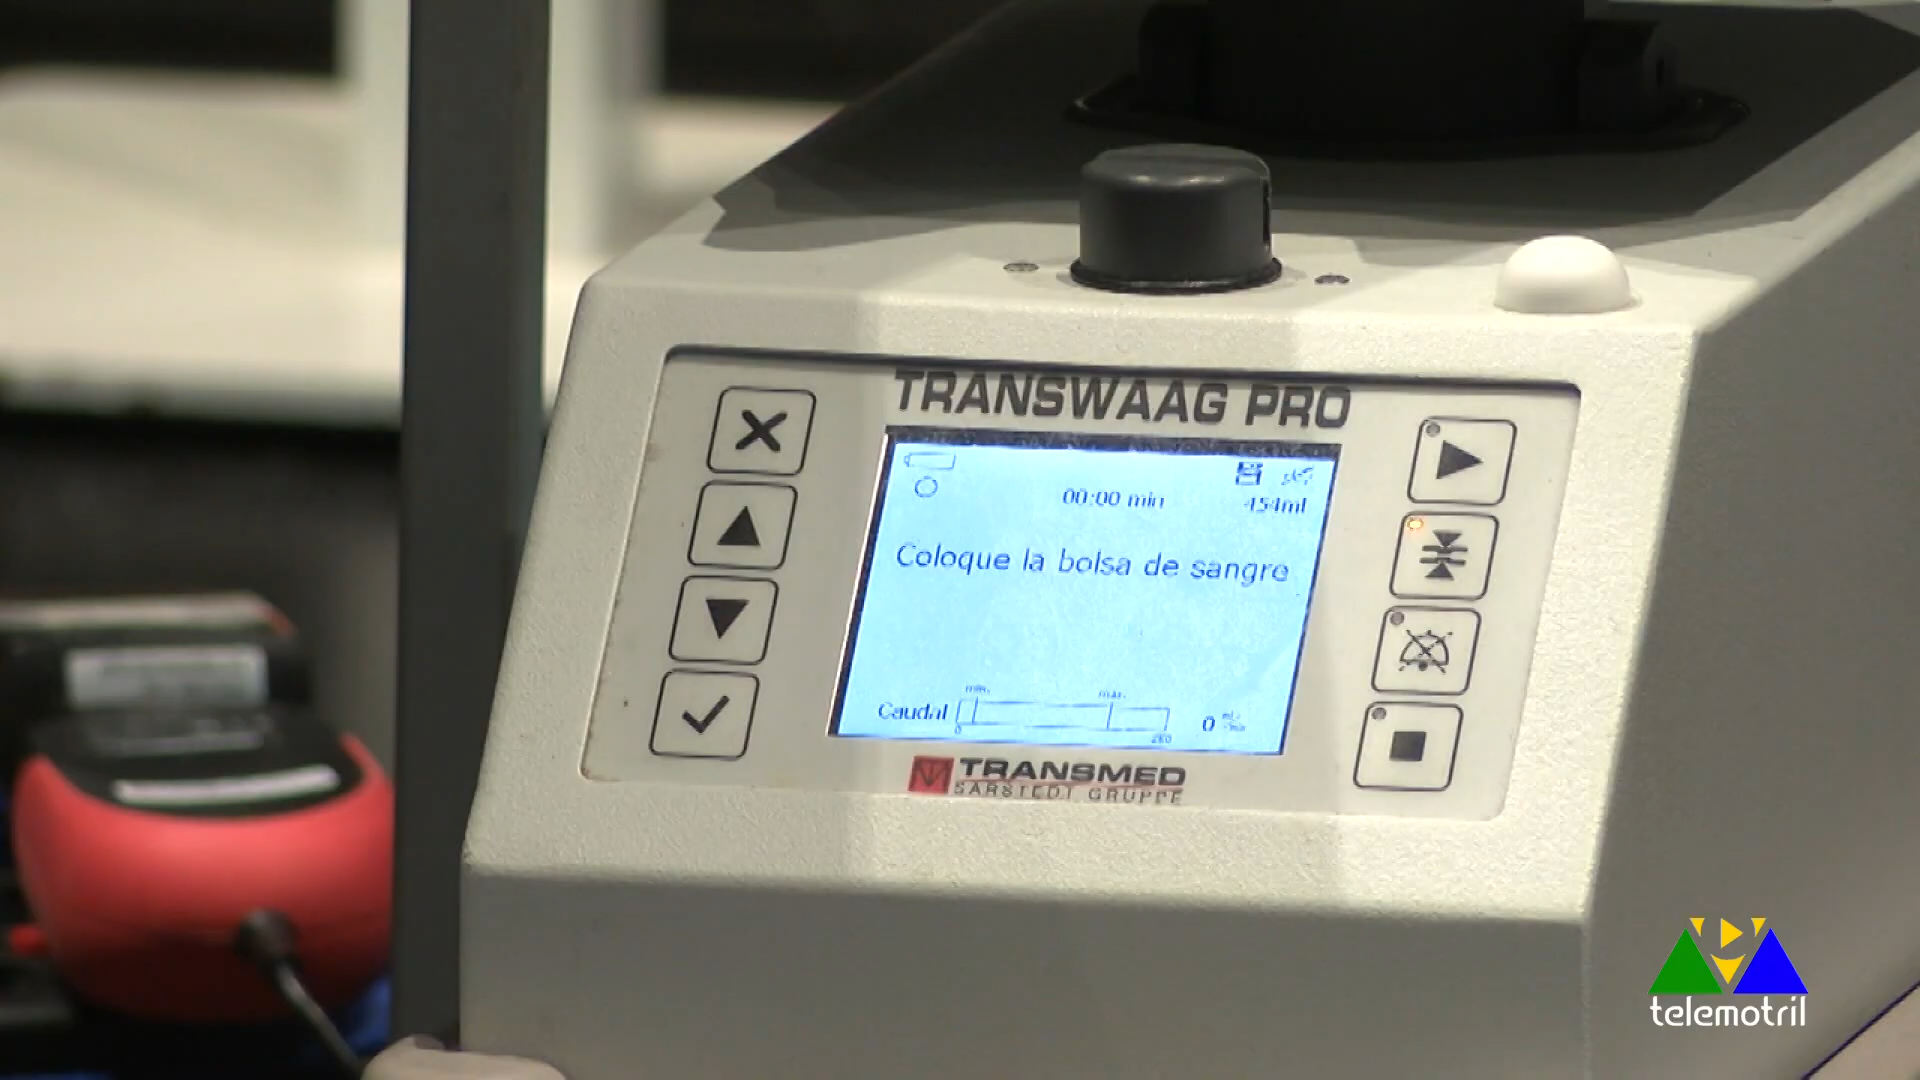 TRANSWAAG PRO
00:00 min
454ml
Coloque la bolsa de sangre
min.
max.
Caudal
0
0
TRANSMED
SARSTEDT GRUPPE
telemotril